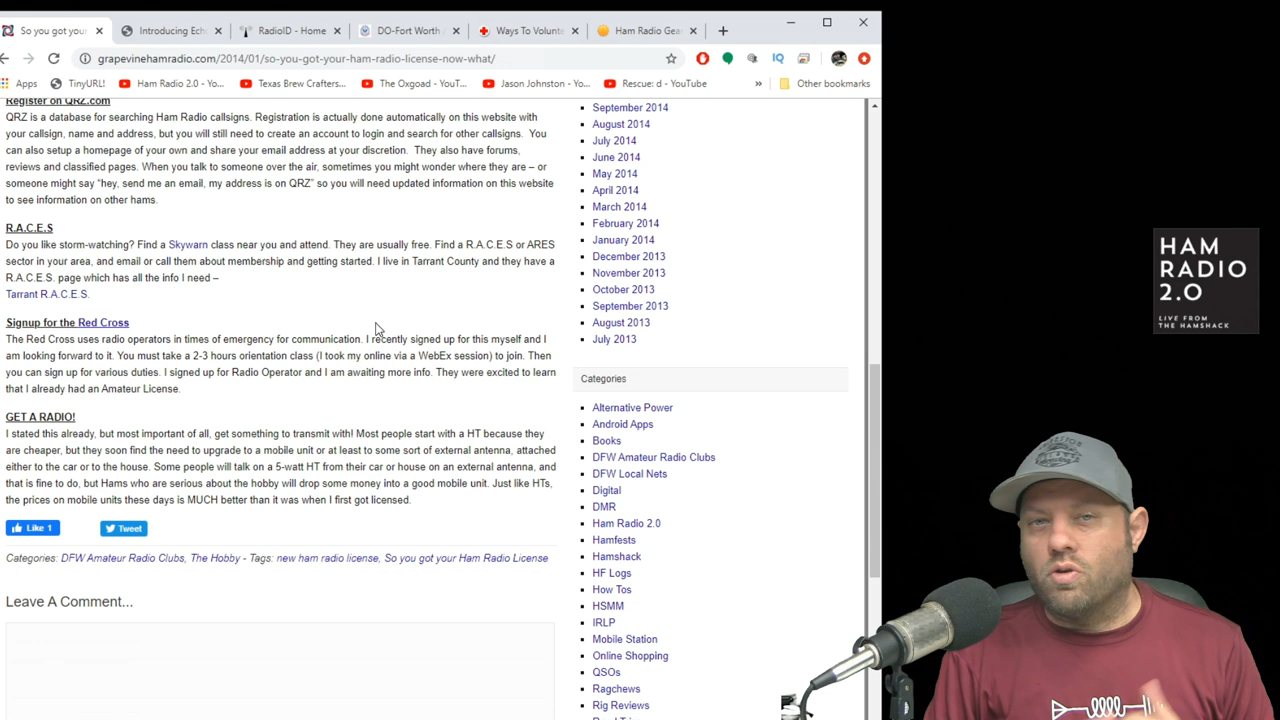 So you got your
Introducing Ech
RadioID - Home
DO-Fort Worth
Ways To Volunte
Ham Radio Gea
grapevinehamradio.com/2014/01/so-you-got-your-ham-radio-license-now-what/
IQ
Apps
TinyURL!
Ham Radio 2.0 - Yo...
Texas Brew Crafters...
The Oxgoad - YouT...
Jason Johnston - Yo...
Rescue: d - YouTube
»
Other bookmarks
Register on QRZ.com
QRZ is a database for searching Ham Radio callsigns. Registration is actually done automatically on this website with
your callsign, name and address, but you will still need to create an account to login and search for other callsigns. You
can also setup a homepage of your own and share your email address at your discretion. They also have forums,
reviews and classified pages. When you talk to someone over the air, sometimes you might wonder where they are – or
someone might say “hey, send me an email, my address is on QRZ” so you will need updated information on this website
to see information on other hams.
R.A.C.E.S
Do you like storm-watching? Find a Skywarn class near you and attend. They are usually free. Find a R.A.C.E.S or ARES
sector in your area, and email or call them about membership and getting started. I live in Tarrant County and they have a
R.A.C.E.S. page which has all the info I need –
Tarrant R.A.C.E.S.
Signup for the Red Cross
The Red Cross uses radio operators in times of emergency for communication. I recently signed up for this myself and I
am looking forward to it. You must take a 2-3 hours orientation class (I took my online via a WebEx session) to join. Then
you can sign up for various duties. I signed up for Radio Operator and I am awaiting more info. They were excited to learn
that I already had an Amateur License.
GET A RADIO!
I stated this already, but most important of all, get something to transmit with! Most people start with a HT because they
are cheaper, but they soon find the need to upgrade to a mobile unit or at least to some sort of external antenna, attached
either to the car or to the house. Some people will talk on a 5-watt HT from their car or house on an external antenna, and
that is fine to do, but Hams who are serious about the hobby will drop some money into a good mobile unit. Just like HTs,
the prices on mobile units these days is MUCH better than it was when I first got licensed.
Like 1
Tweet
Categories: DFW Amateur Radio Clubs, The Hobby - Tags: new ham radio license, So you got your Ham Radio License
Leave A Comment...
September 2014
August 2014
July 2014
June 2014
May 2014
April 2014
March 2014
February 2014
January 2014
December 2013
November 2013
October 2013
September 2013
August 2013
July 2013
Categories
Alternative Power
Android Apps
Books
DFW Amateur Radio Clubs
DFW Local Nets
Digital
DMR
Ham Radio 2.0
Hamfests
Hamshack
HF Logs
How Tos
HSMM
IRLP
Mobile Station
Online Shopping
QSOs
Ragchews
Rig Reviews
HAM
RADIO
2.0
LIVE FROM
THE HAMSHACK